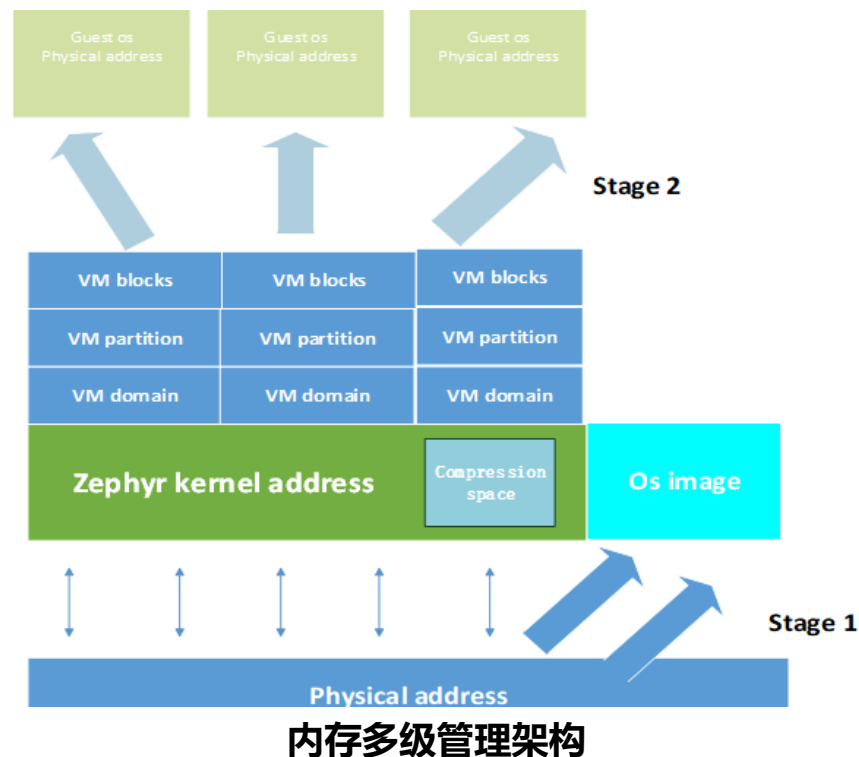 Guest os
Physical address
Guest os
Physical address
Guest os
Physical address
Stage 2
VM blocks
VM blocks
VM blocks
VM partition
VM partition
VM partition
VM domain
VM domain
VM domain
Zephyr kernel address
Compression
space
Os image
Stage 1
Physical address
内存多级管理架构